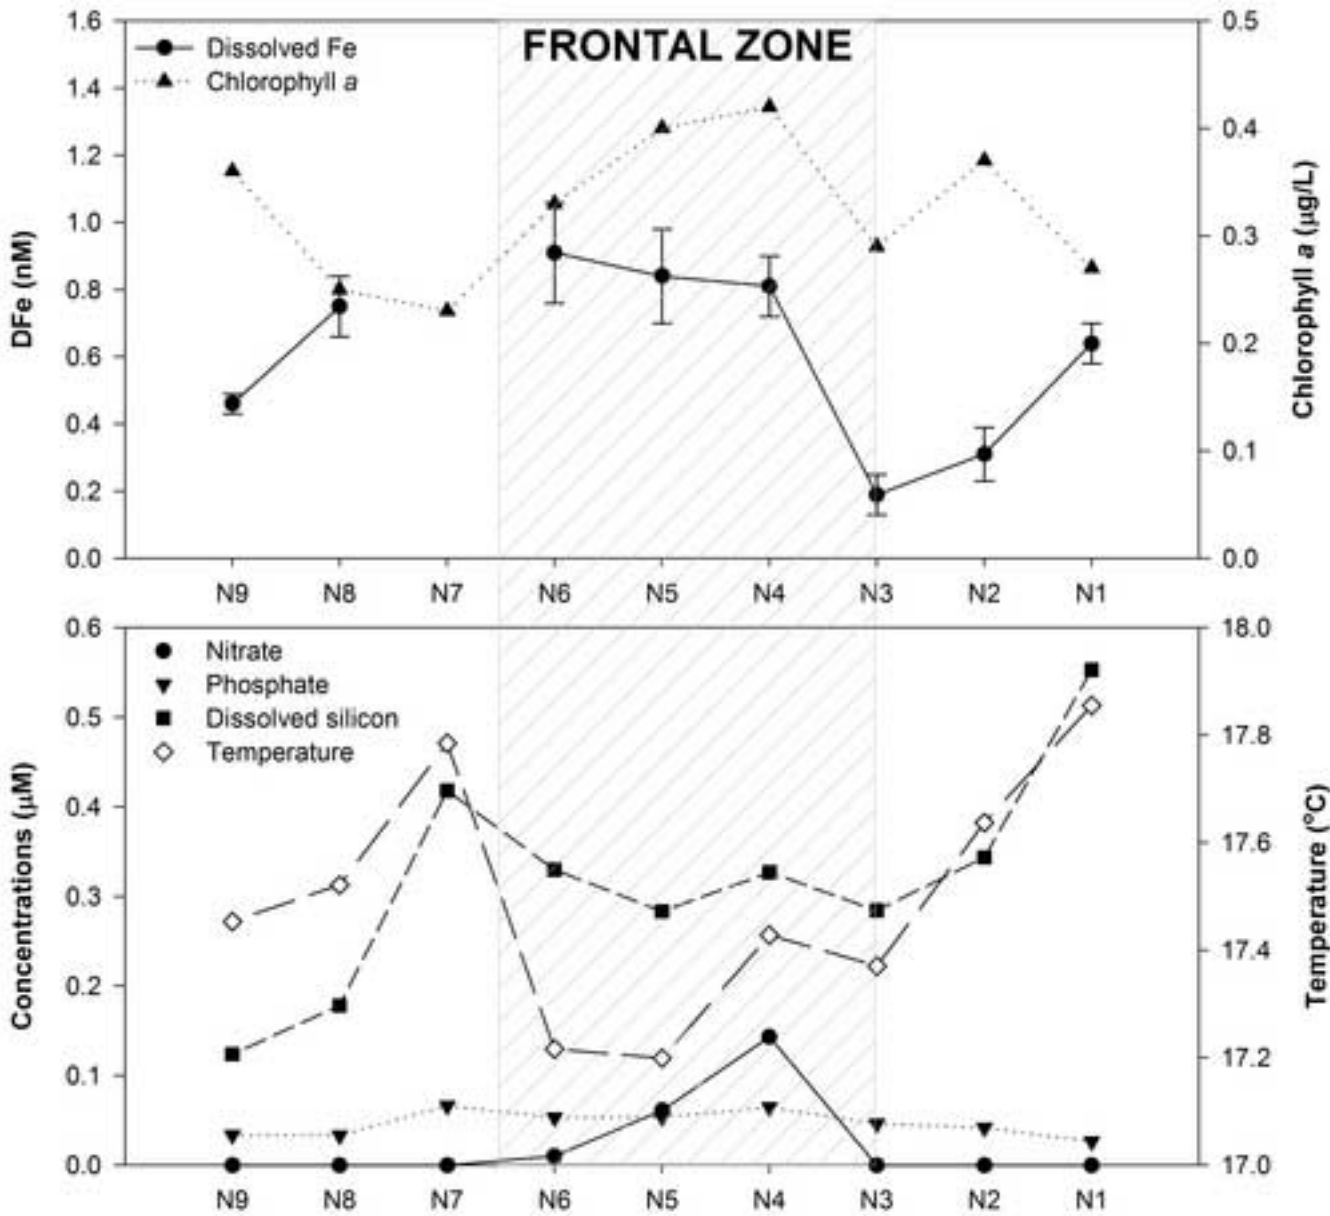 FRONTAL ZONE
Dissolved Fe
Chlorophyll a
1.6
1.4
1.2
1.0
0.8
0.6
0.4
0.2
0.0
DFe (nM)
0.5
0.4
0.3
0.2
0.1
0.0
Chlorophyll a (µg/L)
N9 N8 N7 N6 N5 N4 N3 N2 N1
Nitrate
Phosphate
Dissolved silicon
Temperature
0.6
0.5
0.4
0.3
0.2
0.1
0.0
Concentrations (µM)
18.0
17.8
17.6
17.4
17.2
17.0
Temperature (°C)
N9 N8 N7 N6 N5 N4 N3 N2 N1